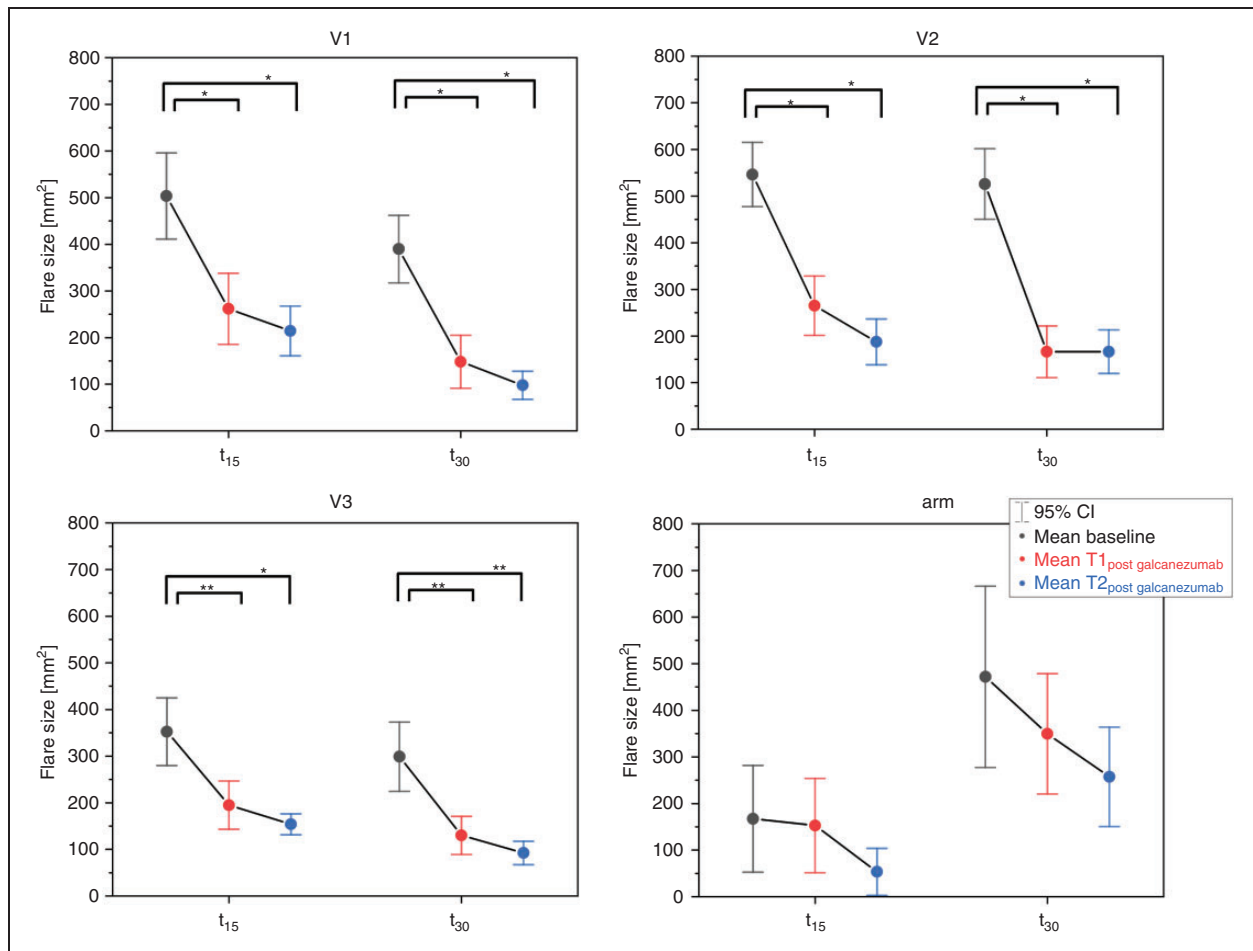 V1
800
700
600
500
400
300
200
100
0
Flare size [mm²]
* * * *
t₁₅ t₃₀
V2
800
700
600
500
400
300
200
100
0
Flare size [mm²]
* * * *
t₁₅ t₃₀
V3
800
700
600
500
400
300
200
100
0
Flare size [mm²]
** * ** **
t₁₅ t₃₀
arm
800
700
600
500
400
300
200
100
0
Flare size [mm²]
95% CI
Mean baseline
Mean T1post galcanezumab
Mean T2post galcanezumab
t₁₅ t₃₀